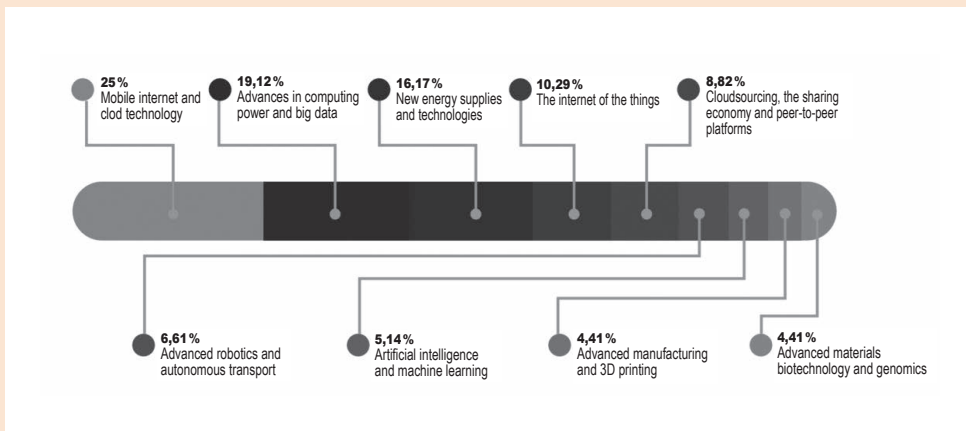 25%
Mobile internet and
clod technology
19,12%
Advances in computing
power and big data
16,17%
New energy supplies
and technologies
10,29%
The internet of the things
8,82%
Cloudsourcing, the sharing
economy and peer-to-peer
platforms
6,61%
Advanced robotics and
autonomous transport
5,14%
Artificial intelligence
and machine learning
4,41%
Advanced manufacturing
and 3D printing
4,41%
Advanced materials
biotechnology and genomics